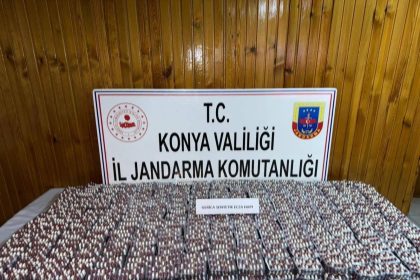 T.C.
KONYA VALİLİĞİ
İL JANDARMA KOMUTANLIĞI